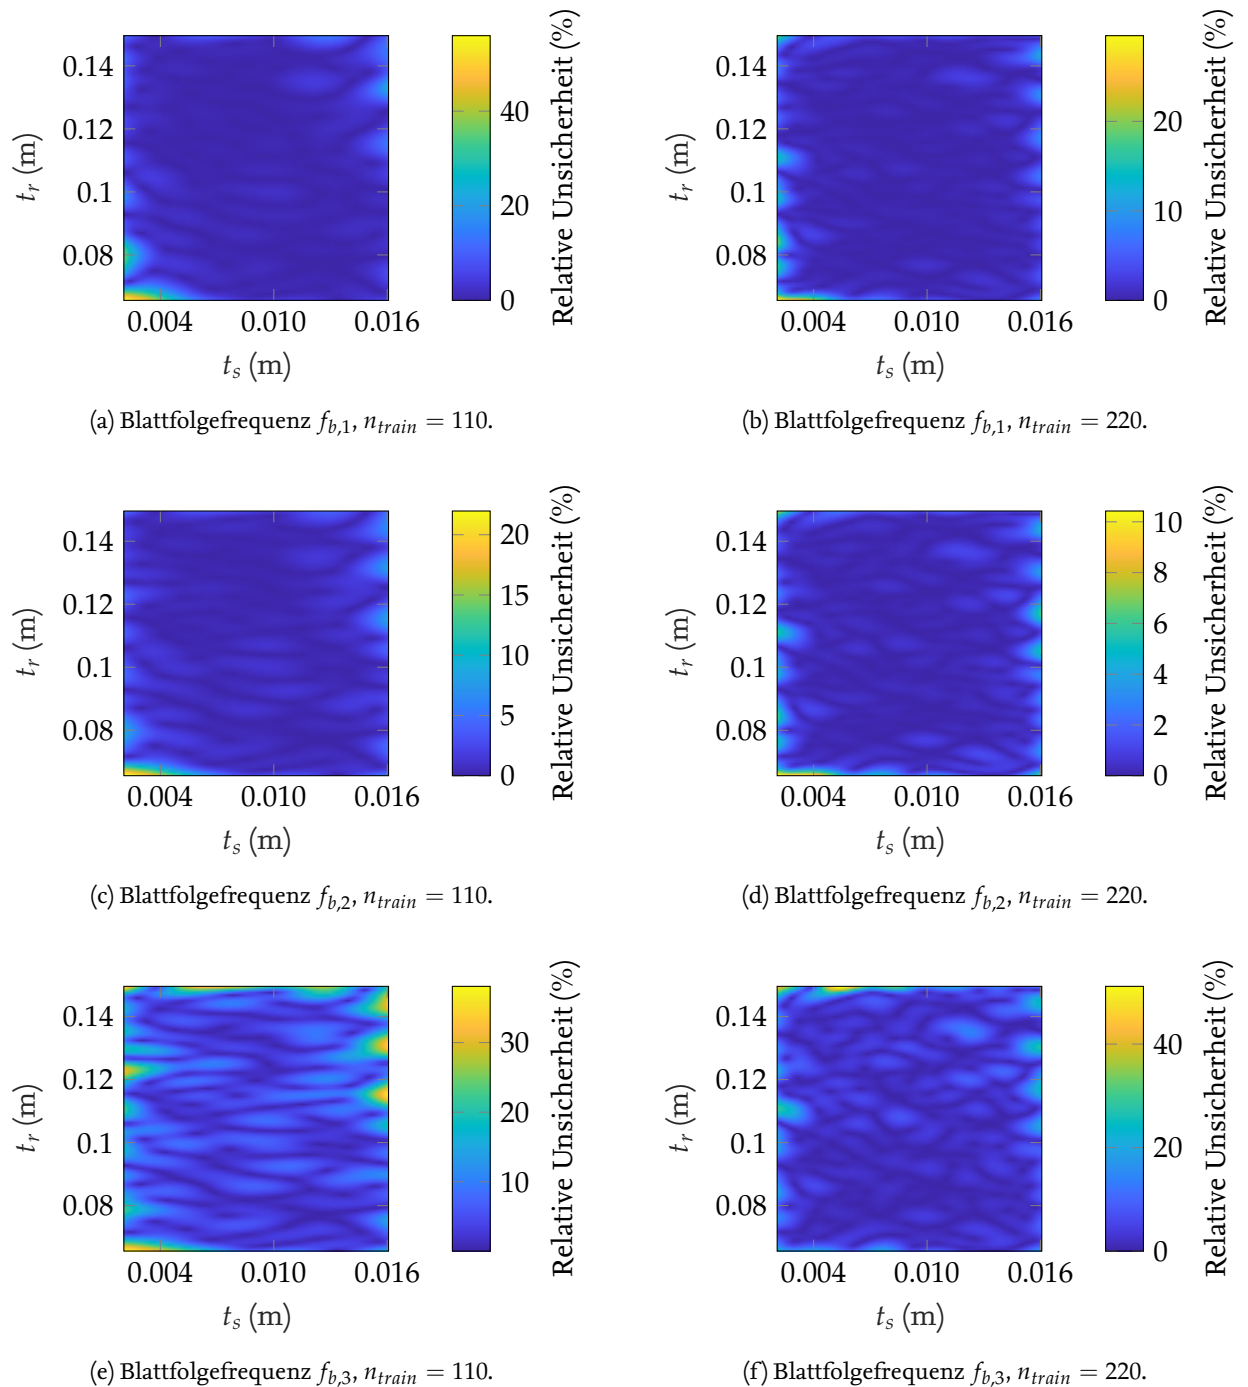 0.14
0.12
0.1
0.08
t_r (m)
0.004 0.010 0.016
t_s (m)
40
20
0
Relative Unsicherheit (%)
(a) Blattfolgefrequenz f_{b,1}, n_{train} = 110.
0.14
0.12
0.1
0.08
t_r (m)
0.004 0.010 0.016
t_s (m)
20
10
0
Relative Unsicherheit (%)
(b) Blattfolgefrequenz f_{b,1}, n_{train} = 220.
0.14
0.12
0.1
0.08
t_r (m)
0.004 0.010 0.016
t_s (m)
20
15
10
5
0
Relative Unsicherheit (%)
(c) Blattfolgefrequenz f_{b,2}, n_{train} = 110.
0.14
0.12
0.1
0.08
t_r (m)
0.004 0.010 0.016
t_s (m)
10
8
6
4
2
0
Relative Unsicherheit (%)
(d) Blattfolgefrequenz f_{b,2}, n_{train} = 220.
0.14
0.12
0.1
0.08
t_r (m)
0.004 0.010 0.016
t_s (m)
30
20
10
Relative Unsicherheit (%)
(e) Blattfolgefrequenz f_{b,3}, n_{train} = 110.
0.14
0.12
0.1
0.08
t_r (m)
0.004 0.010 0.016
t_s (m)
40
20
0
Relative Unsicherheit (%)
(f) Blattfolgefrequenz f_{b,3}, n_{train} = 220.